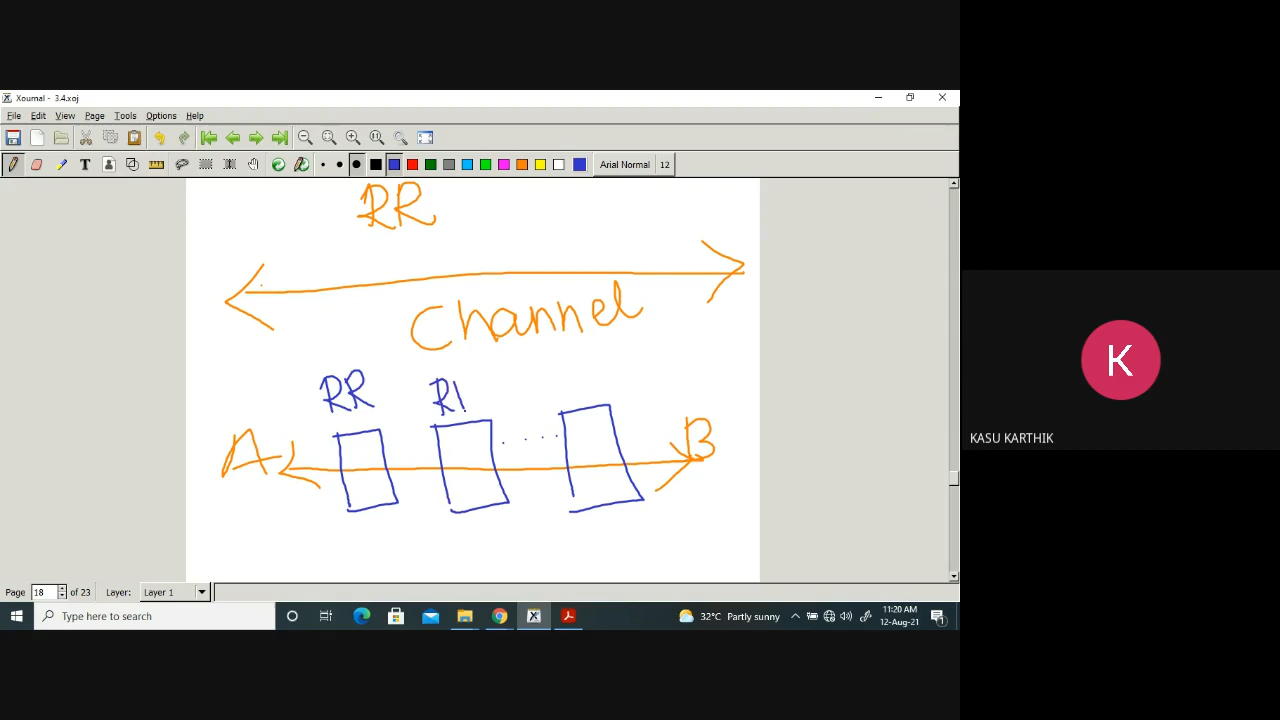 Xournal - 3.4.xoj
File Edit View Page Tools Options Help
T Arial Normal 12
RR
Channel
RR RI
A B
Page 18 of 23 Layer: Layer 1
Type here to search
32°C Partly sunny
11:20 AM
12-Aug-21
1
K
KASU KARTHIK